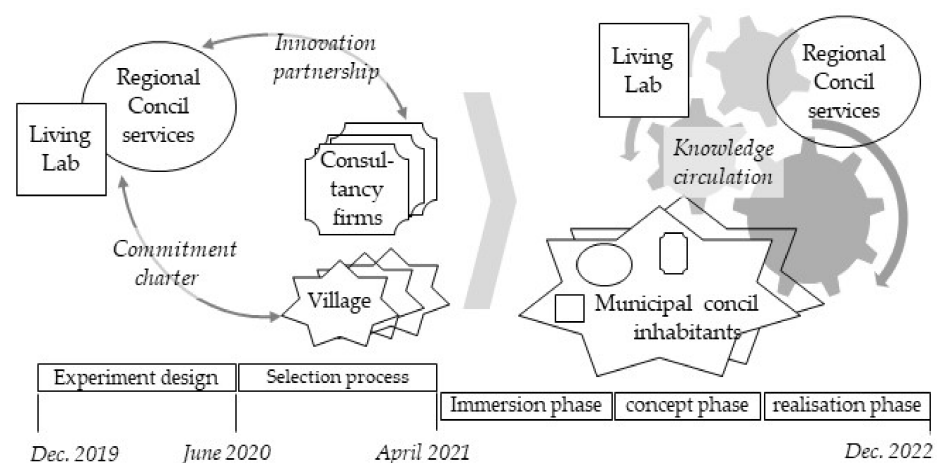 Innovation
partnership
Regional
Concil
services
Living
Lab
Consul-
tancy
firms
Commitment
charter
Village
Living
Lab
Regional
Concil
services
Knowledge
circulation
Municipal concil
inhabitants
Experiment design
Selection process
Immersion phase
concept phase
realisation phase
Dec. 2019
June 2020
April 2021
Dec. 2022